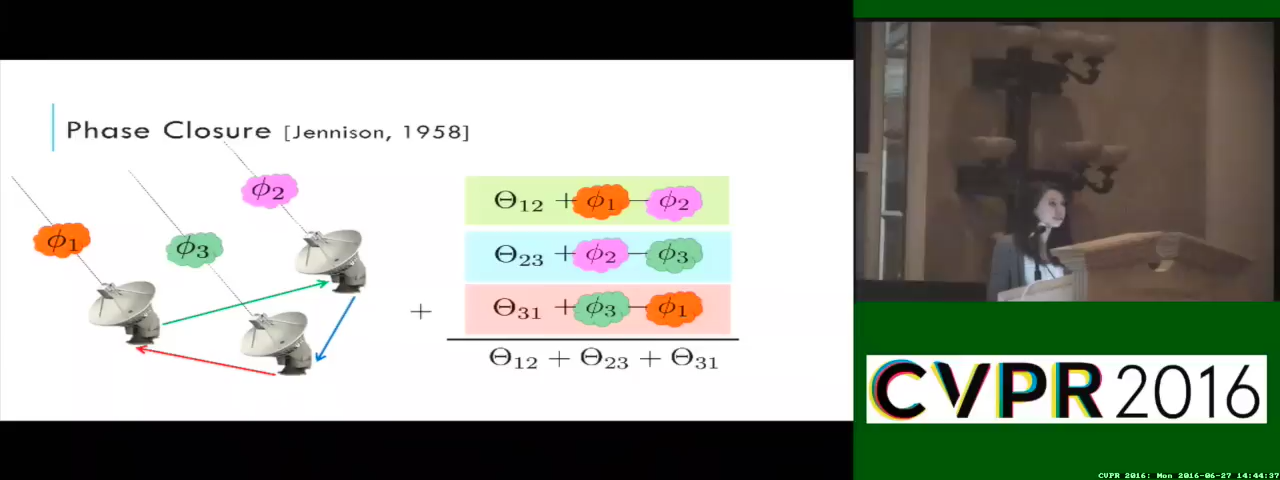 Phase Closure [Jennison, 1958]
ϕ2
ϕ1
ϕ3
Θ12 + ϕ1 − ϕ2
Θ23 + ϕ2 − ϕ3
Θ31 + ϕ3 − ϕ1
+
Θ12 + Θ23 + Θ31
CVPR 2016
CVPR 2016: Mon 2016-06-27 14:44:37